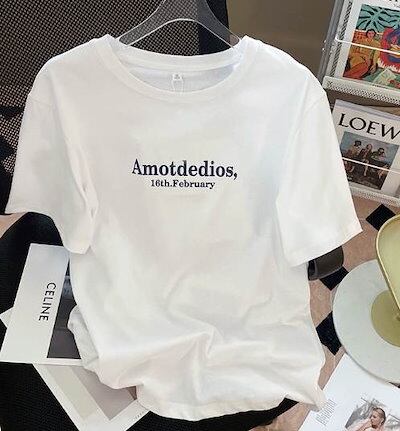 Amotdedios,
16th.February
LOEW
CELINE